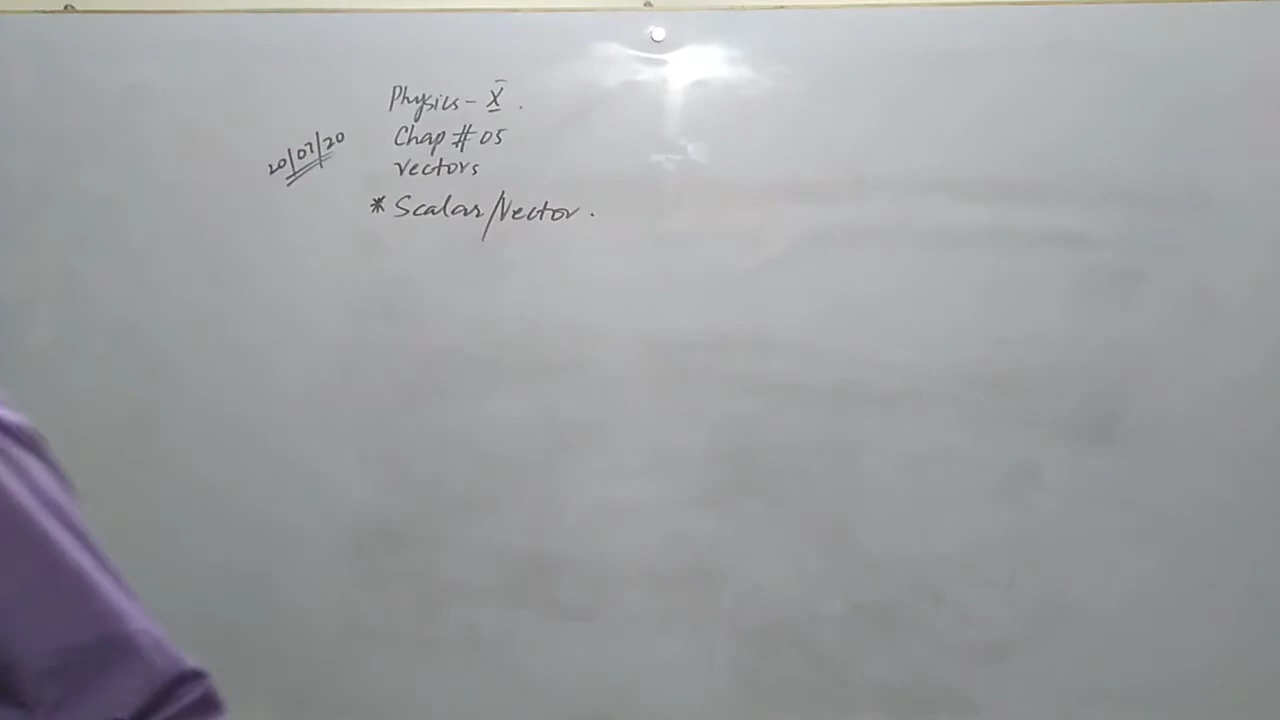 Physics - X.
20/07/20
Chap # 05
vectors
* Scalar/Vector.